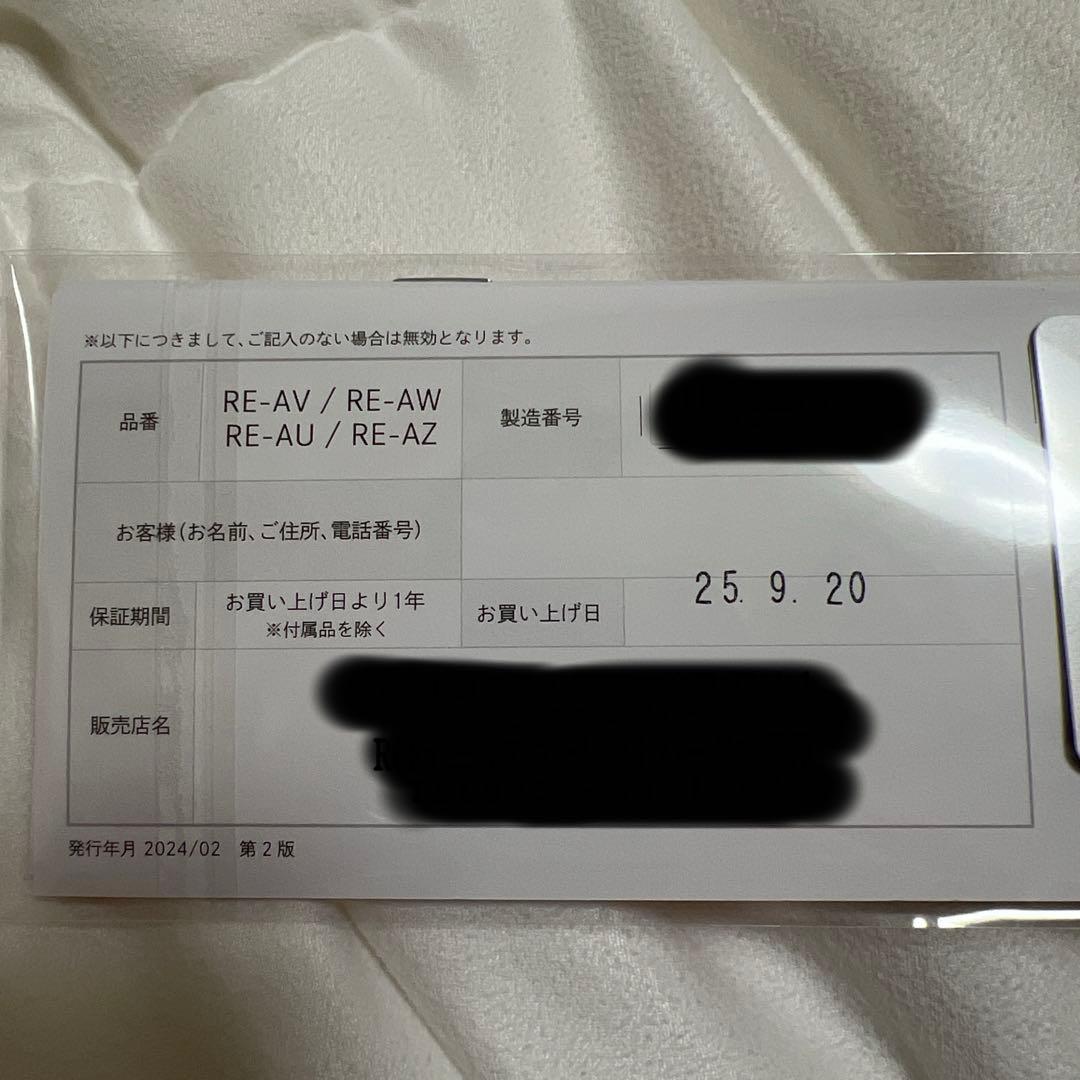 ※以下につきまして、ご記入のない場合は無効となります。
品番
RE-AV / RE-AW
RE-AU / RE-AZ
製造番号
お客様(お名前、ご住所、電話番号)
保証期間
お買い上げ日より1年
※付属品を除く
お買い上げ日
25. 9. 20
販売店名
R
発行年月 2024/02 第2版